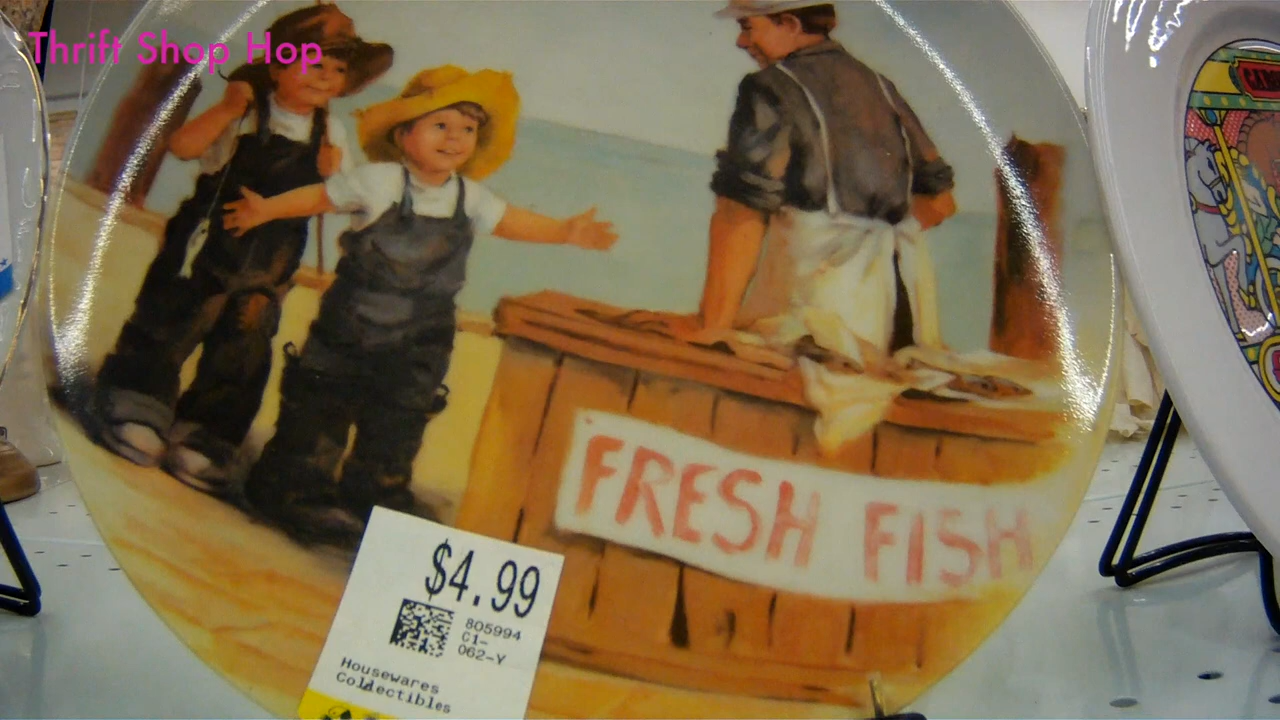 Thrift Shop Hop
FRESH FISH
$4.99
805994
C1-
062-Y
Housewares
Collectibles